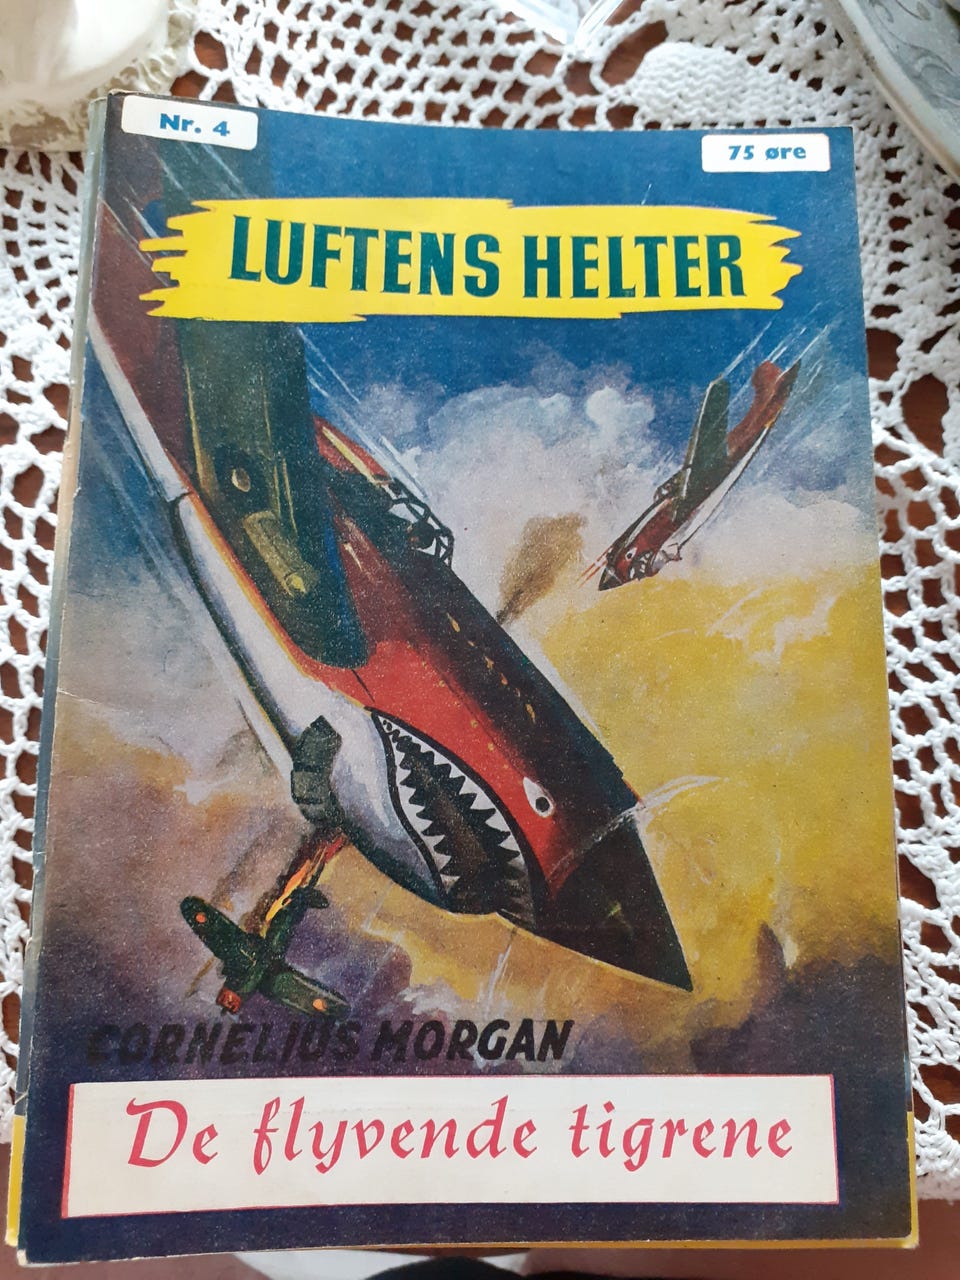 Nr. 4
75 øre
LUFTENS HELTER
CORNELIUS MORGAN
De flyvende tigrene